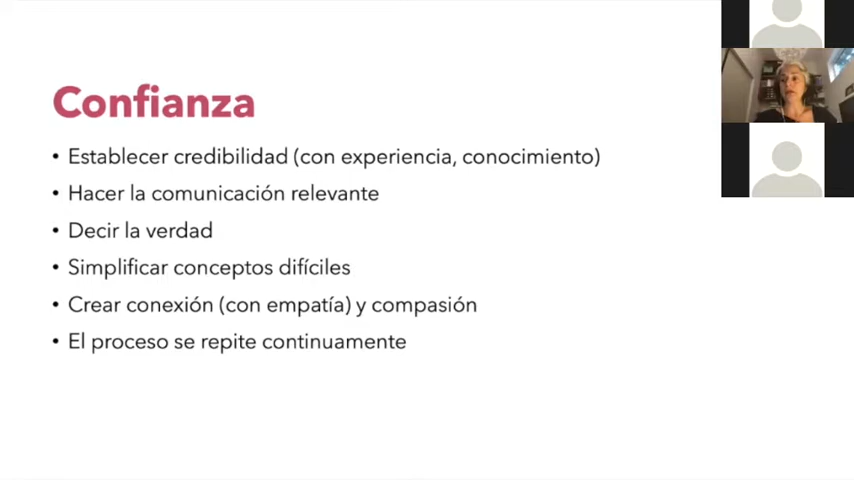 Confianza
• Establecer credibilidad (con experiencia, conocimiento)
• Hacer la comunicación relevante
• Decir la verdad
• Simplificar conceptos difíciles
• Crear conexión (con empatía) y compasión
• El proceso se repite continuamente